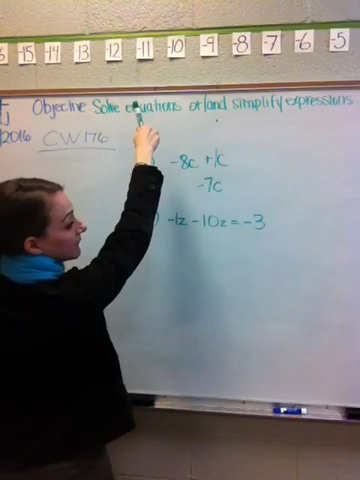 -15 -14 -13 -12 -11 -10 -9 -8 -7 -6 -5
Objective Solve equations or/and simplify expressions
2016 CW176
) -8c + 1c
-7c
) -1z - 10z = -3